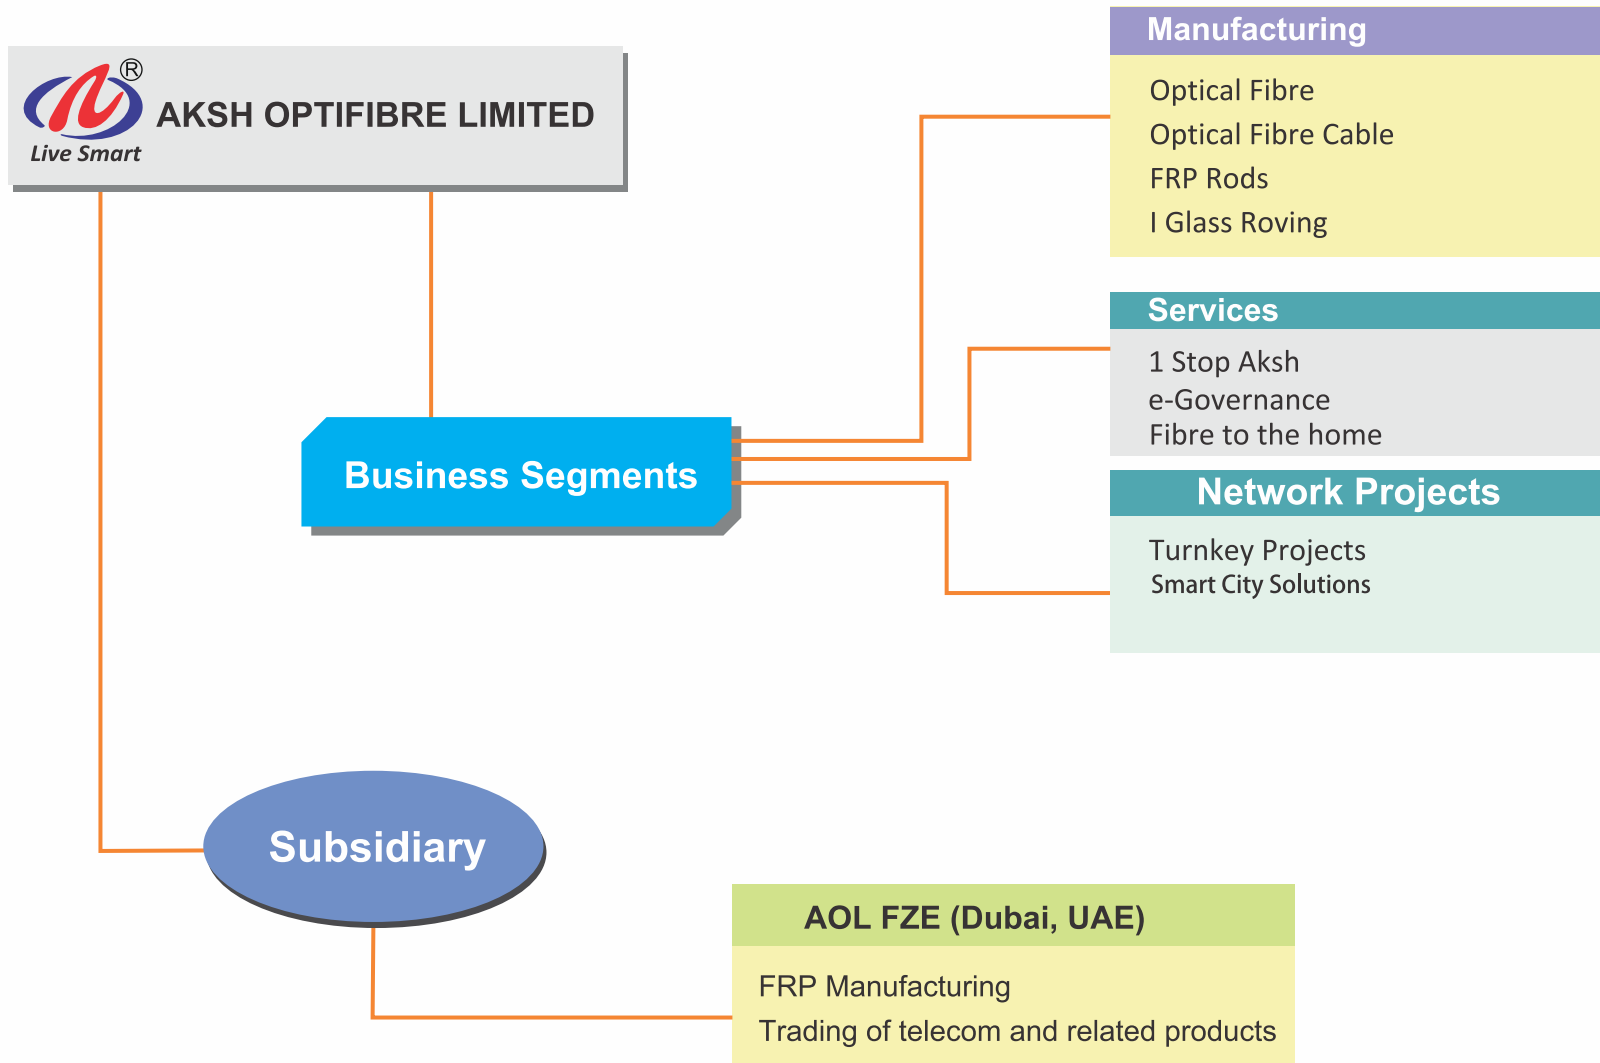 ®
AKSH OPTIFIBRE LIMITED
Live Smart
Manufacturing
Optical Fibre
Optical Fibre Cable
FRP Rods
I Glass Roving
Services
1 Stop Aksh
e-Governance
Fibre to the home
Business Segments
Network Projects
Turnkey Projects
Smart City Solutions
Subsidiary
AOL FZE (Dubai, UAE)
FRP Manufacturing
Trading of telecom and related products